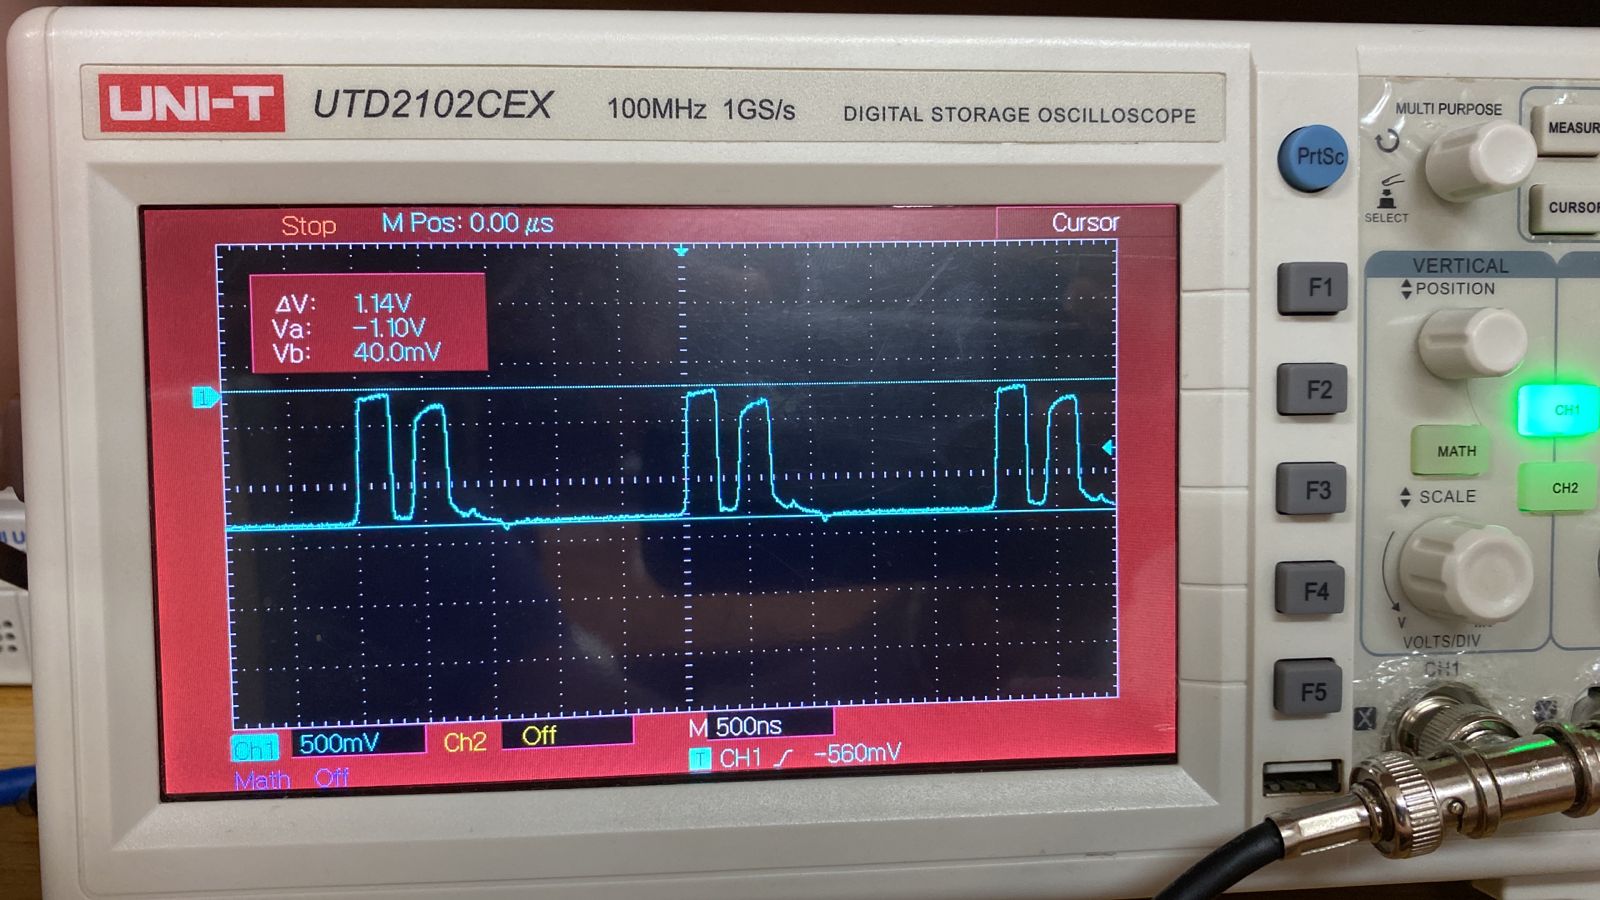 UNI-T UTD2102CEX 100MHz 1GS/s DIGITAL STORAGE OSCILLOSCOPE
Stop M Pos: 0.00 µs Cursor
ΔV: 1.14V
Va: -1.10V
Vb: 40.0mV
1
Ch1 500mV Ch2 Off M 500ns
Math Off T CH1 -560mV
PrtSc
F1
F2
F3
F4
F5
MULTI PURPOSE
SELECT
MEASUR
CURSO
VERTICAL
POSITION
CH1
MATH
CH2
SCALE
V
VOLTS/DIV
CH1
X